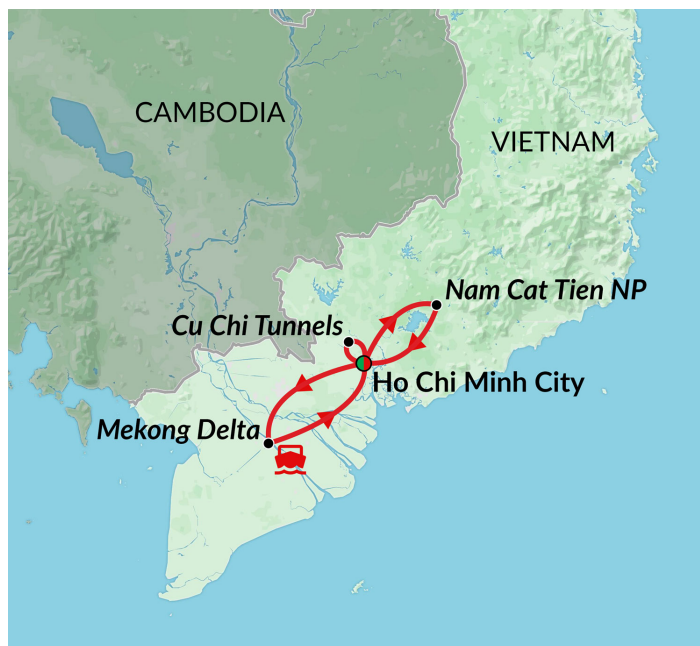 CAMBODIA
VIETNAM
Nam Cat Tien NP
Cu Chi Tunnels
Ho Chi Minh City
Mekong Delta